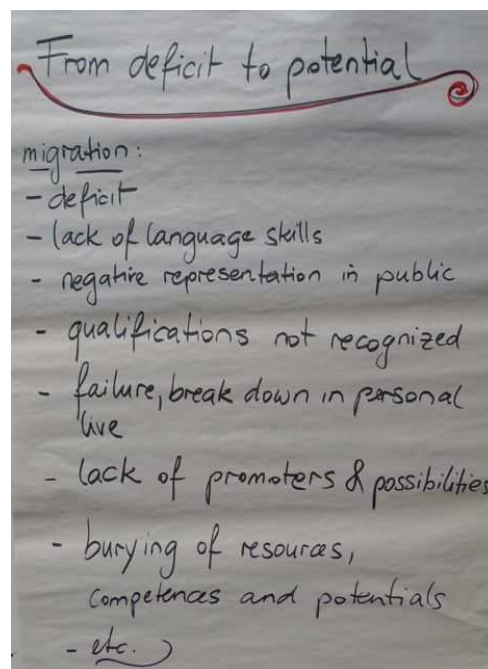 From deficit to potential
migration:
- deficit
- lack of language skills
- negative representation in public
- qualifications not recognized
- failure, break down in personal
live
- lack of promoters & possibilities
- burying of resources,
competences and potentials
- etc.